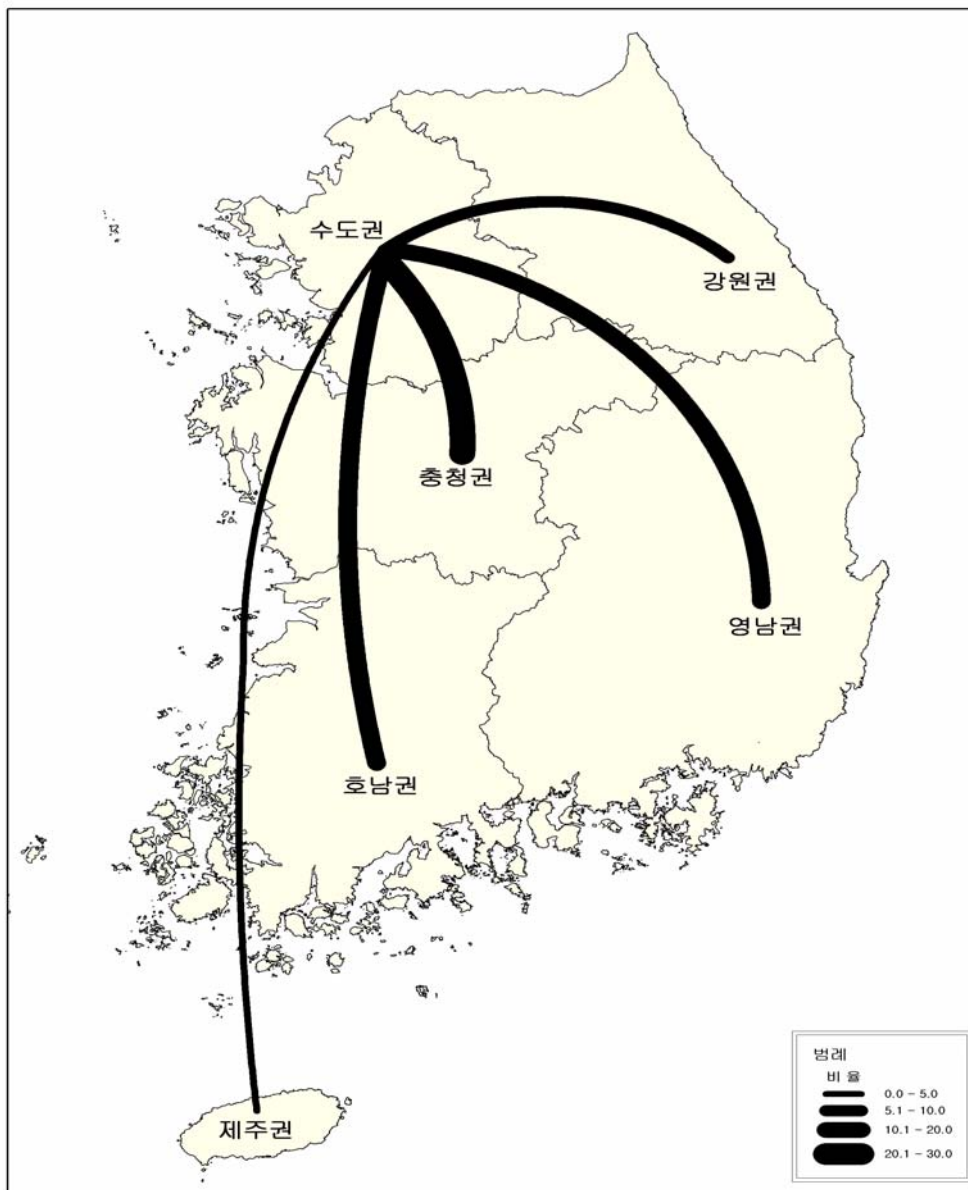 수도권
강원권
충청권
영남권
호남권
제주권
범례
비 율
0.0 - 5.0
5.1 - 10.0
10.1 - 20.0
20.1 - 30.0